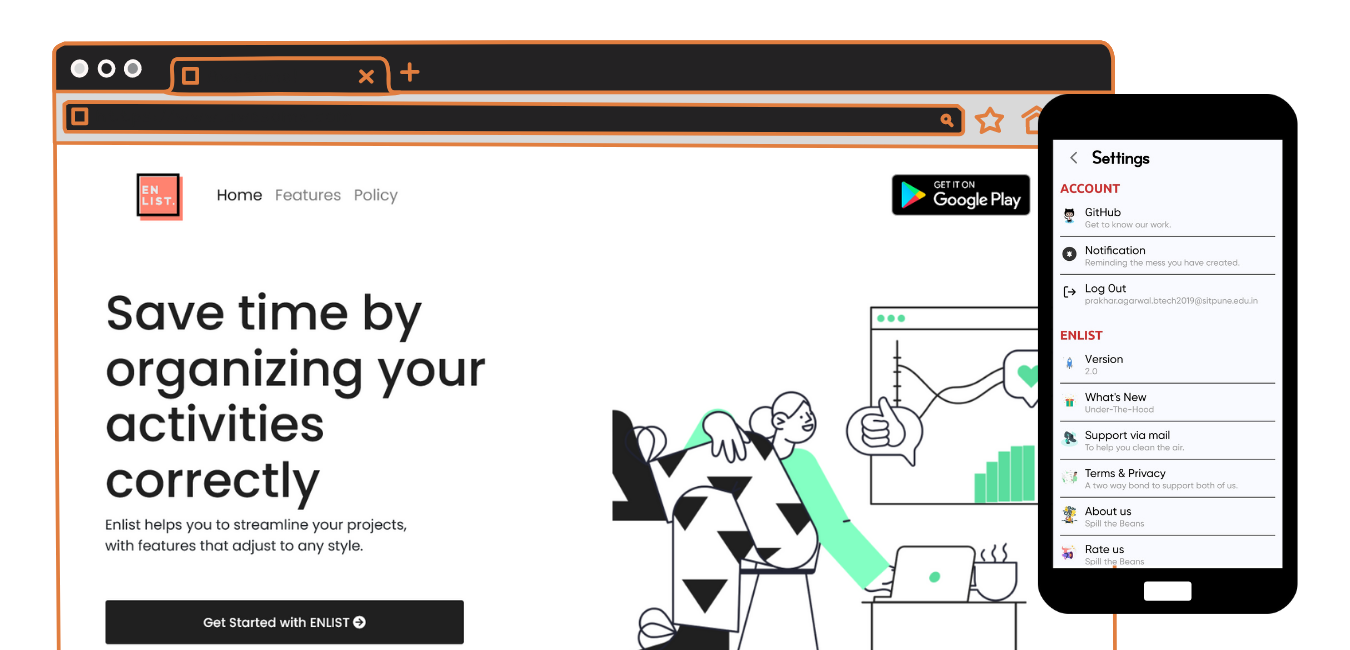 EN
LIST.
Home Features Policy
GET IT ON
Google Play
Save time by
organizing your
activities
correctly
Enlist helps you to streamline your projects,
with features that adjust to any style.
Get Started with ENLIST
Settings
ACCOUNT
GitHub
Get to know our work.
Notification
Reminding the mess you have created.
Log Out
prakhar.agarwal.btech2019@sitpune.edu.in
ENLIST
Version
2.0
What's New
Under-The-Hood
Support via mail
To help you clean the air.
Terms & Privacy
A two way bond to support both of us.
About us
Spill the Beans
Rate us
Spill the Beans